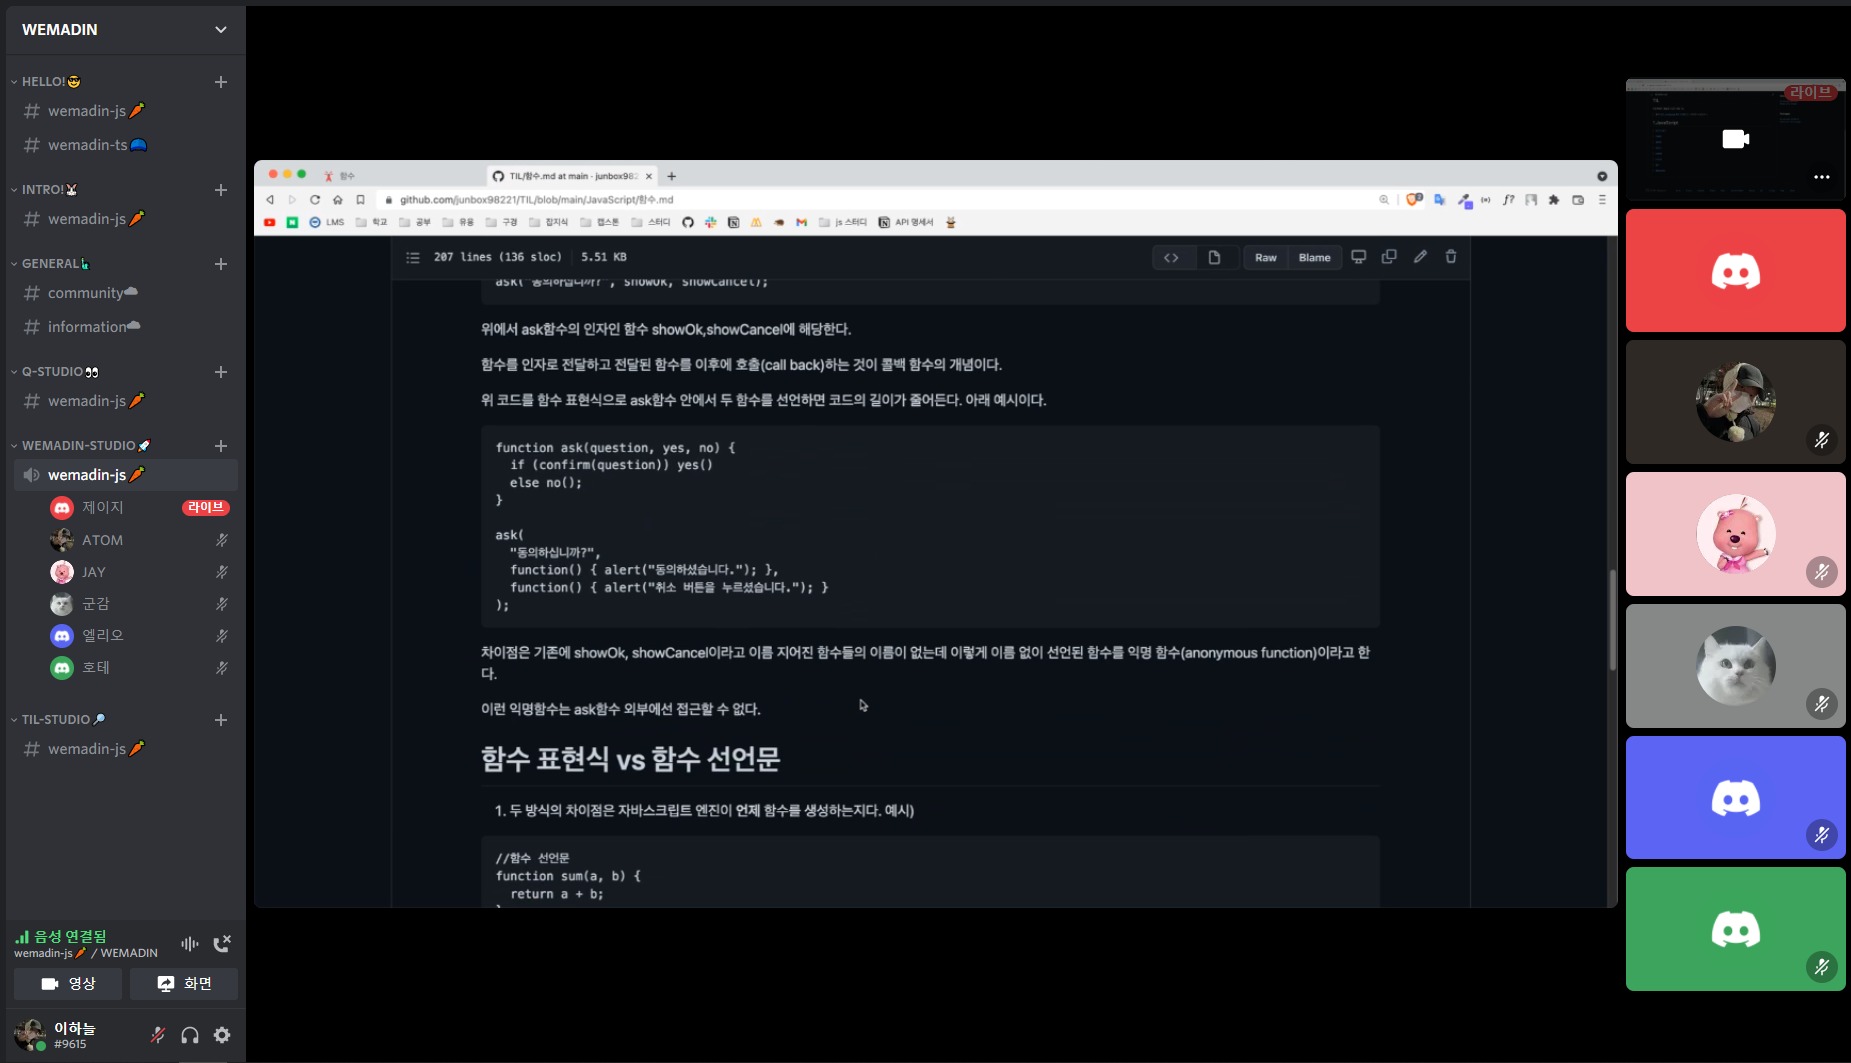 WEMADIN
HELLO!😎
wemadin-js🥕
wemadin-ts🧢
INTRO!🐰
wemadin-js🥕
GENERAL🗽
community☁
information☁
Q-STUDIO👀
wemadin-js🥕
WEMADIN-STUDIO🚀
wemadin-js🥕
제이지 라이브
ATOM
JAY
군감
엘리오
호테
TIL-STUDIO🔎
wemadin-js🥕
음성 연결됨
wemadin-js🥕 / WEMADIN
영상 화면
이하늘
#9615
함수
TIL/함수.md at main · junbox982
github.com/junbox98221/TIL/blob/main/JavaScript/함수.md
LMS 학교 공부 유용 구경 잡지식 캡스톤 스터디 js 스터디 API 명세서
207 lines (136 sloc) 5.51 KB
Raw Blame
ask("동의하십니까?", showOk, showCancel);
위에서 ask함수의 인자인 함수 showOk,showCancel에 해당한다.
함수를 인자로 전달하고 전달된 함수를 이후에 호출(call back)하는 것이 콜백 함수의 개념이다.
위 코드를 함수 표현식으로 ask함수 안에서 두 함수를 선언하면 코드의 길이가 줄어든다. 아래 예시이다.
function ask(question, yes, no) {
if (confirm(question)) yes()
else no();
}
ask(
"동의하십니까?",
function() { alert("동의하셨습니다."); },
function() { alert("취소 버튼을 누르셨습니다."); }
);
차이점은 기존에 showOk, showCancel이라고 이름 지어진 함수들의 이름이 없는데 이렇게 이름 없이 선언된 함수를 익명 함수(anonymous function)이라고 한
다.
이런 익명함수는 ask함수 외부에선 접근할 수 없다.
함수 표현식 vs 함수 선언문
1. 두 방식의 차이점은 자바스크립트 엔진이 언제 함수를 생성하는지다. 예시)
//함수 선언문
function sum(a, b) {
return a + b;
라이브